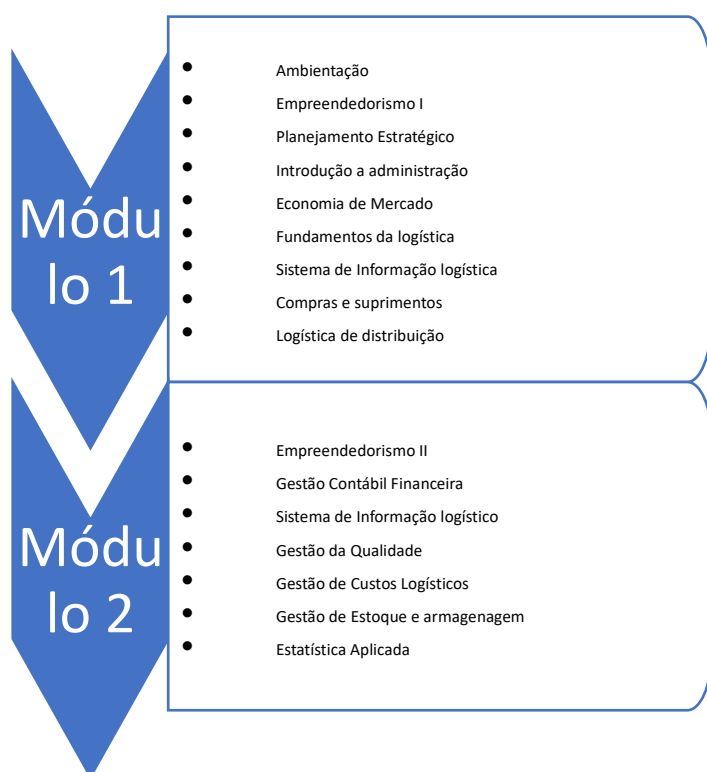 Módu
lo 1
• Ambientação
• Empreendedorismo I
• Planejamento Estratégico
• Introdução a administração
• Economia de Mercado
• Fundamentos da logística
• Sistema de Informação logística
• Compras e suprimentos
• Logística de distribuição
Módu
lo 2
• Empreendedorismo II
• Gestão Contábil Financeira
• Sistema de Informação logístico
• Gestão da Qualidade
• Gestão de Custos Logísticos
• Gestão de Estoque e armagenagem
• Estatística Aplicada